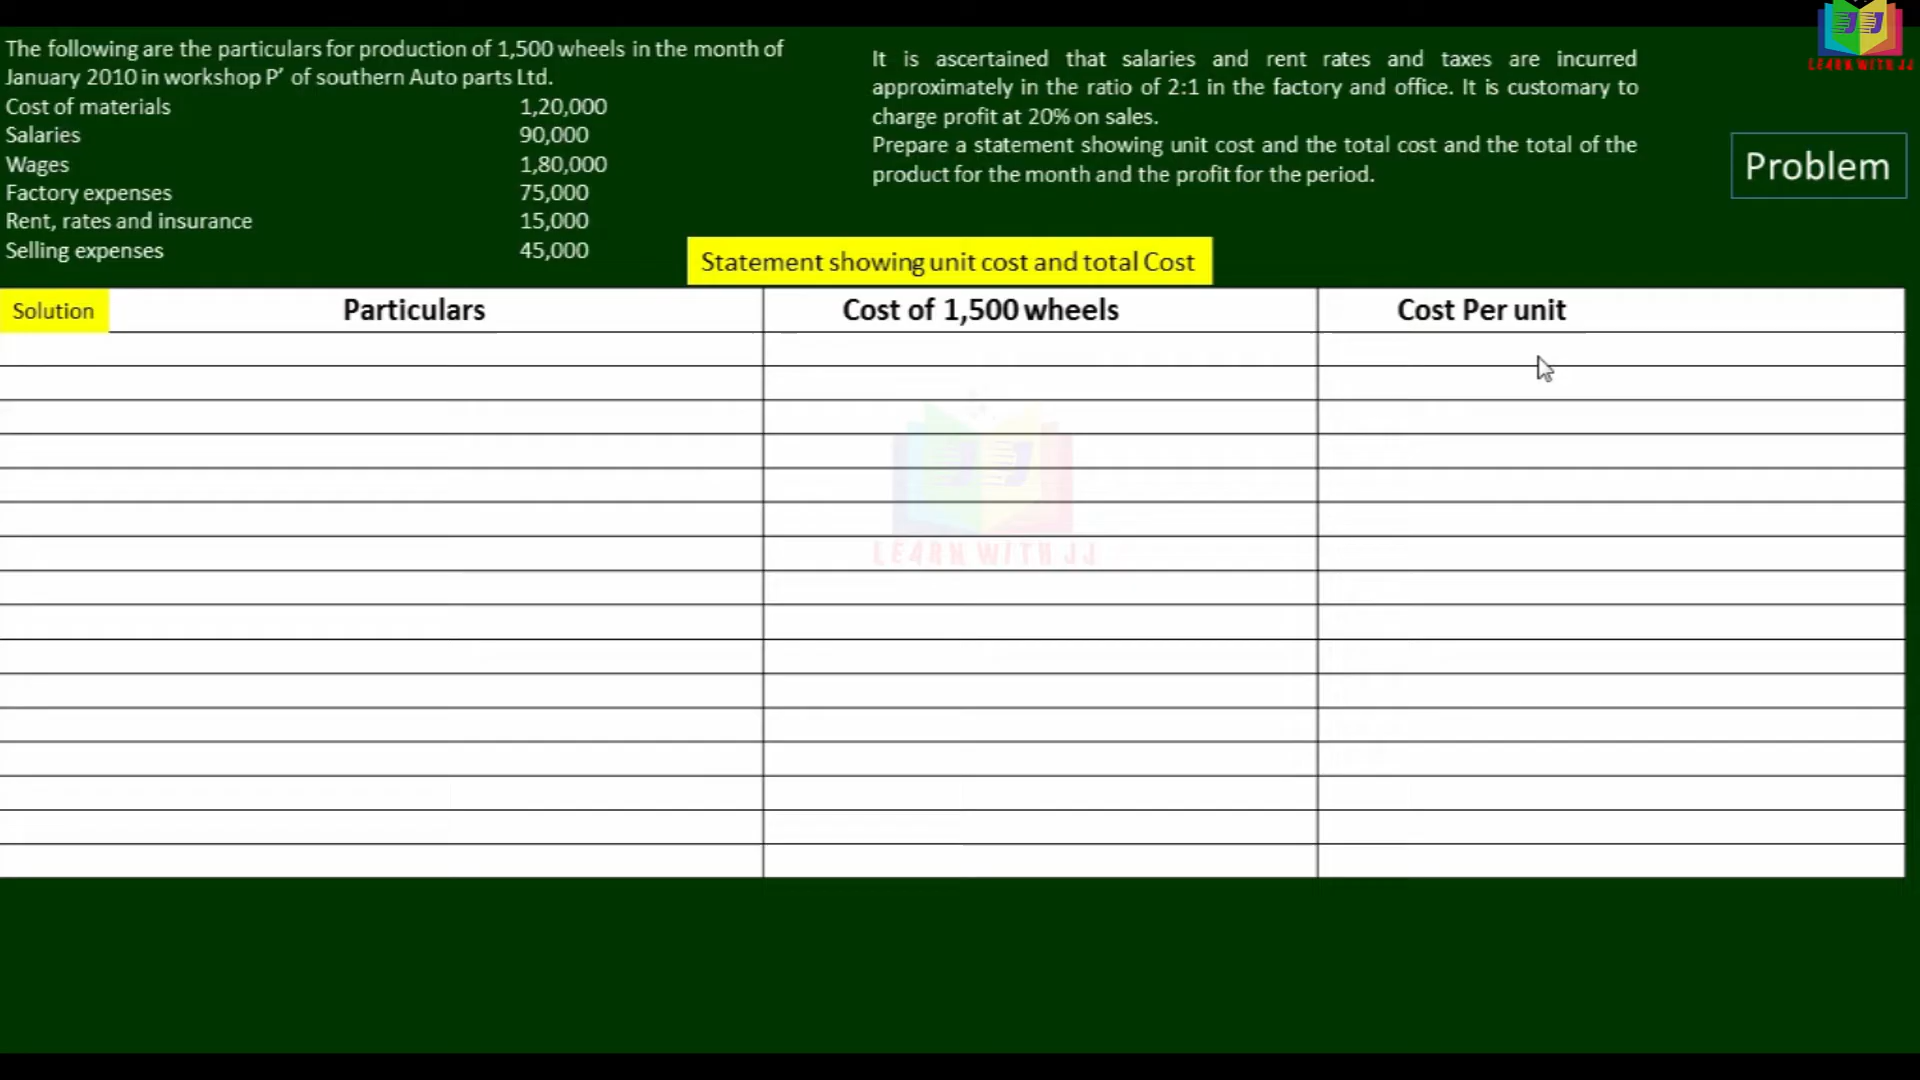 The following are the particulars for production of 1,500 wheels in the month of
January 2010 in workshop P' of southern Auto parts Ltd.
Cost of materials 1,20,000
Salaries 90,000
Wages 1,80,000
Factory expenses 75,000
Rent, rates and insurance 15,000
Selling expenses 45,000
It is ascertained that salaries and rent rates and taxes are incurred
approximately in the ratio of 2:1 in the factory and office. It is customary to
charge profit at 20% on sales.
Prepare a statement showing unit cost and the total cost and the total of the
product for the month and the profit for the period.
LEARN WITH JJ
Problem
Statement showing unit cost and total Cost
Solution
Particulars
Cost of 1,500 wheels
Cost Per unit
LEARN WITH JJ